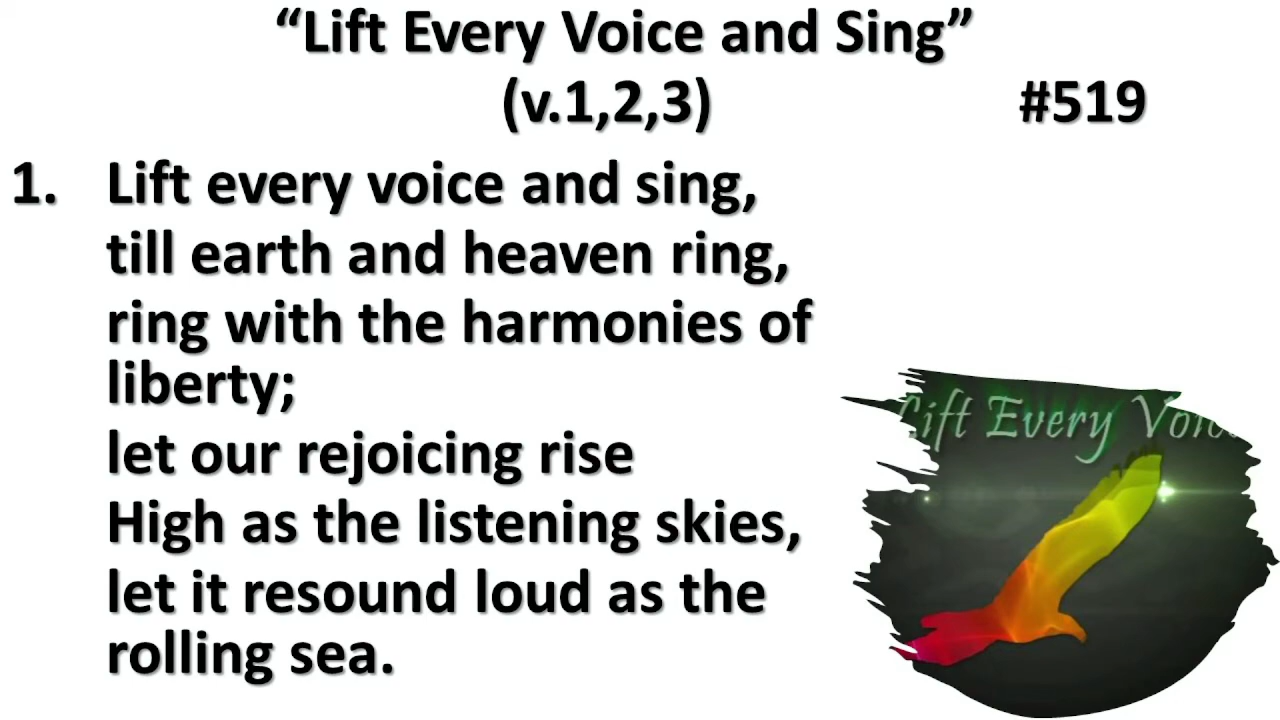 “Lift Every Voice and Sing”
(v.1,2,3) #519
1. Lift every voice and sing,
till earth and heaven ring,
ring with the harmonies of
liberty;
let our rejoicing rise
High as the listening skies,
let it resound loud as the
rolling sea.
Lift Every Voice